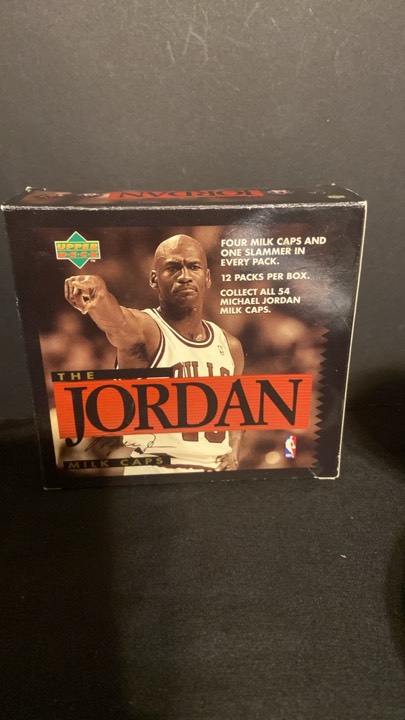 JORDAN
UPPER
DECK
FOUR MILK CAPS AND
ONE SLAMMER IN
EVERY PACK.
12 PACKS PER BOX.
COLLECT ALL 54
MICHAEL JORDAN
MILK CAPS.
THE
JORDAN
MILK CAPS